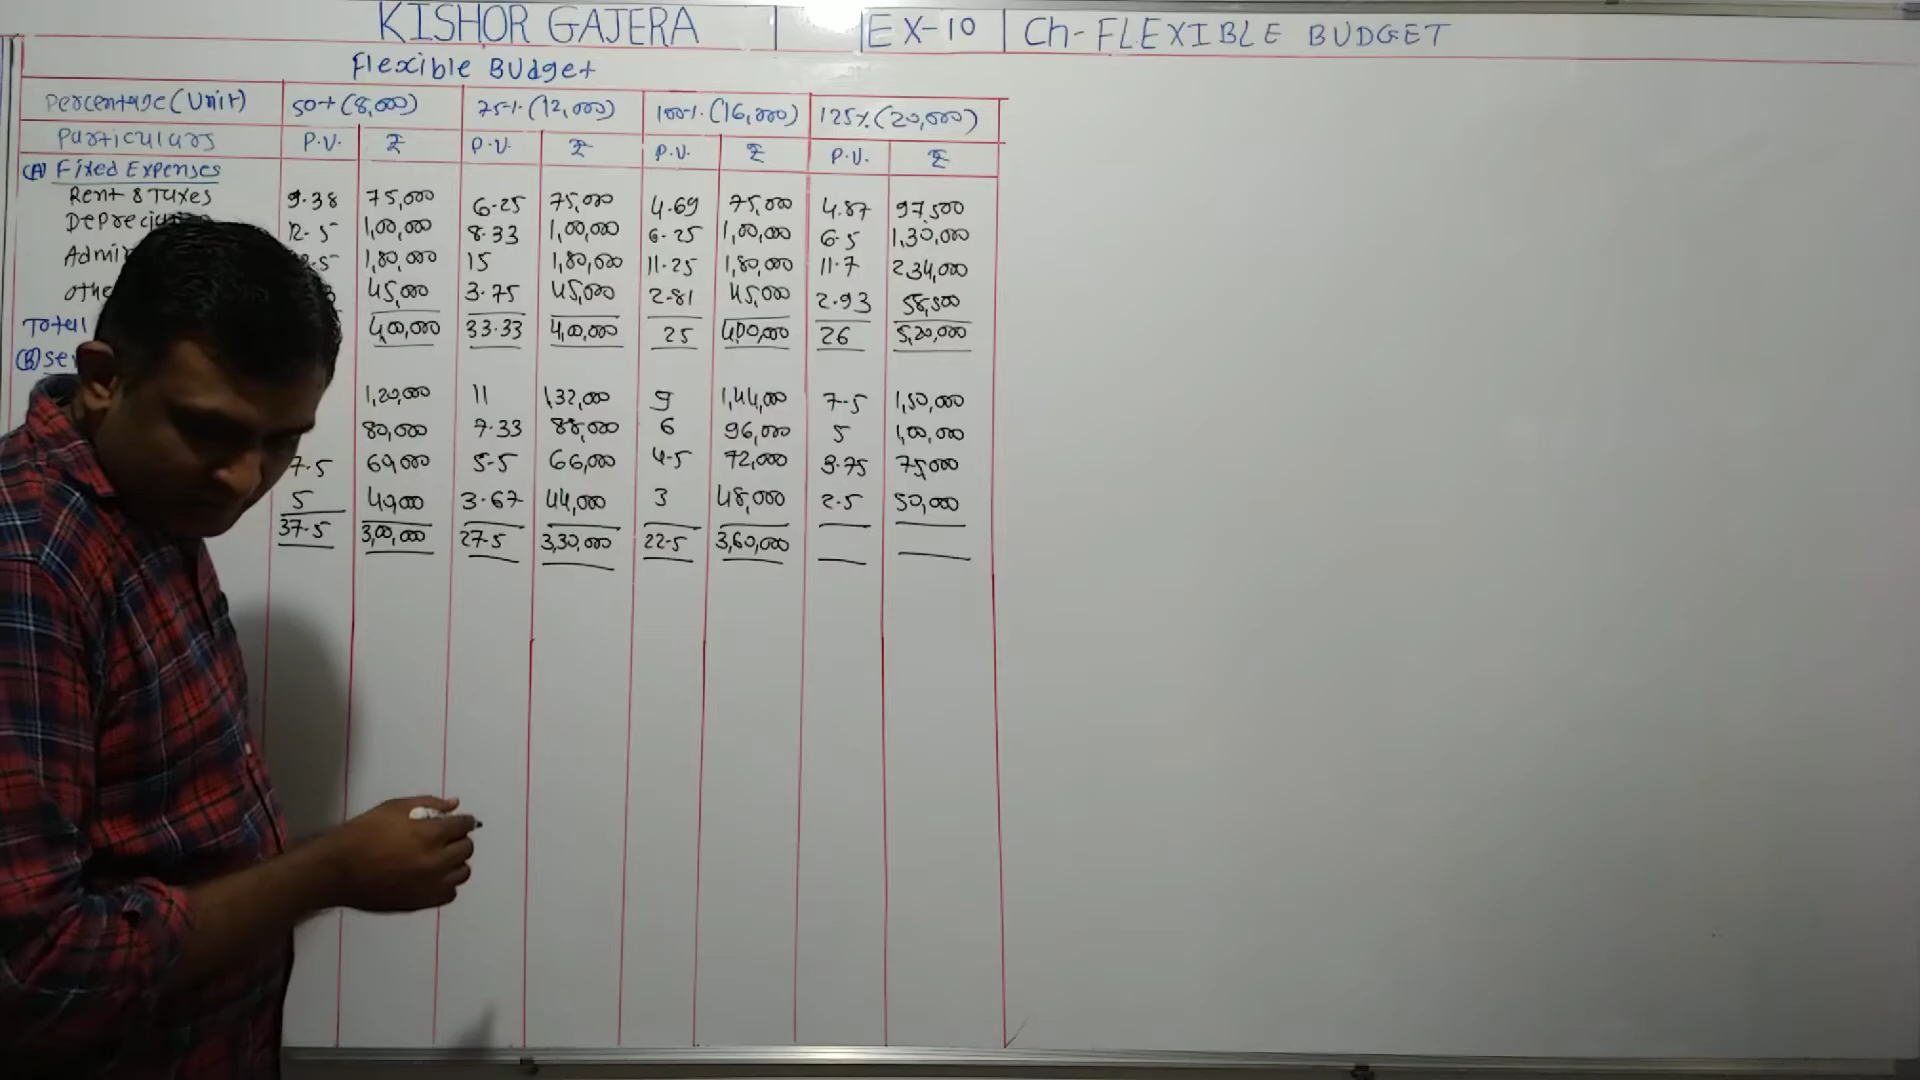 KISHOR GAJERA EX-10 Ch- FLEXIBLE BUDGET
Flexible Budget
Percentage (Unit) 50% (8,000) 75% (12,000) 100% (16,000) 125% (20,000)
Particulars P.U. ₹ P.U. ₹ P.U. ₹ P.U. ₹
(A) Fixed Expenses
Rent & Taxes 9.38 75,000 6.25 75,000 4.69 75,000 4.87 97,500
12.5 1,00,000 8.33 1,00,000 6.25 1,00,000 6.5 1,30,000
1,80,000 15 1,80,000 11.25 1,80,000 11.7 234,000
45,000 3.75 45,000 2.81 45,000 2.93 58,500
Total 4,00,000 33.33 4,00,000 25 4,00,000 26 5,20,000
(B)
1,20,000 11 1,32,000 9 1,44,000 7.5 1,50,000
80,000 7.33 88,000 6 96,000 5 1,00,000
7.5 60,000 5.5 66,000 4.5 72,000 3.75 75,000
5 40,000 3.67 44,000 3 48,000 2.5 50,000
37.5 3,00,000 27.5 3,30,000 22.5 3,60,000